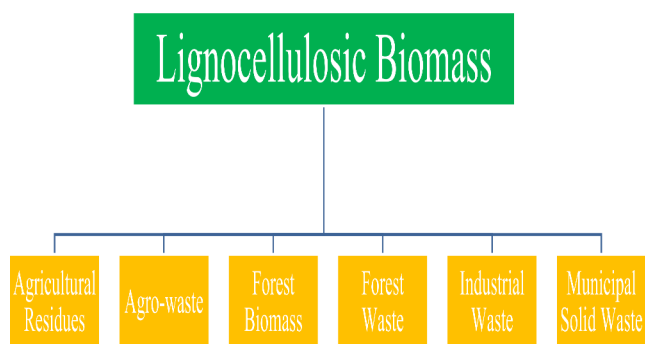 Lignocellulosic Biomass
Agricultural
Residues
Agro-waste
Forest
Biomass
Forest
Waste
Industrial
Waste
Municipal
Solid Waste